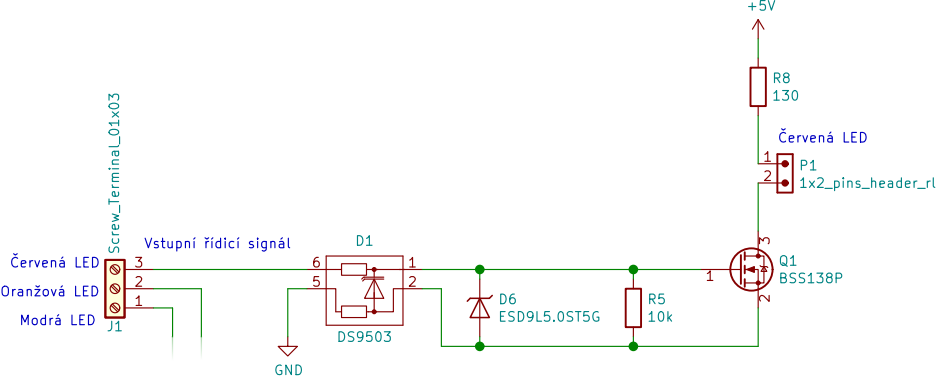 +5V
R8
130
Screw_Terminal_01x03
Červená LED
1
P1
2
1x2_pins_header_rl
Vstupní řídicí signál
D1
3
Červená LED
3
6
1
Q1
Oranžová LED
2
5
2
1
BSS138P
D6
R5
2
Modrá LED
1
ESD9L5.0ST5G
10k
J1
DS9503
GND